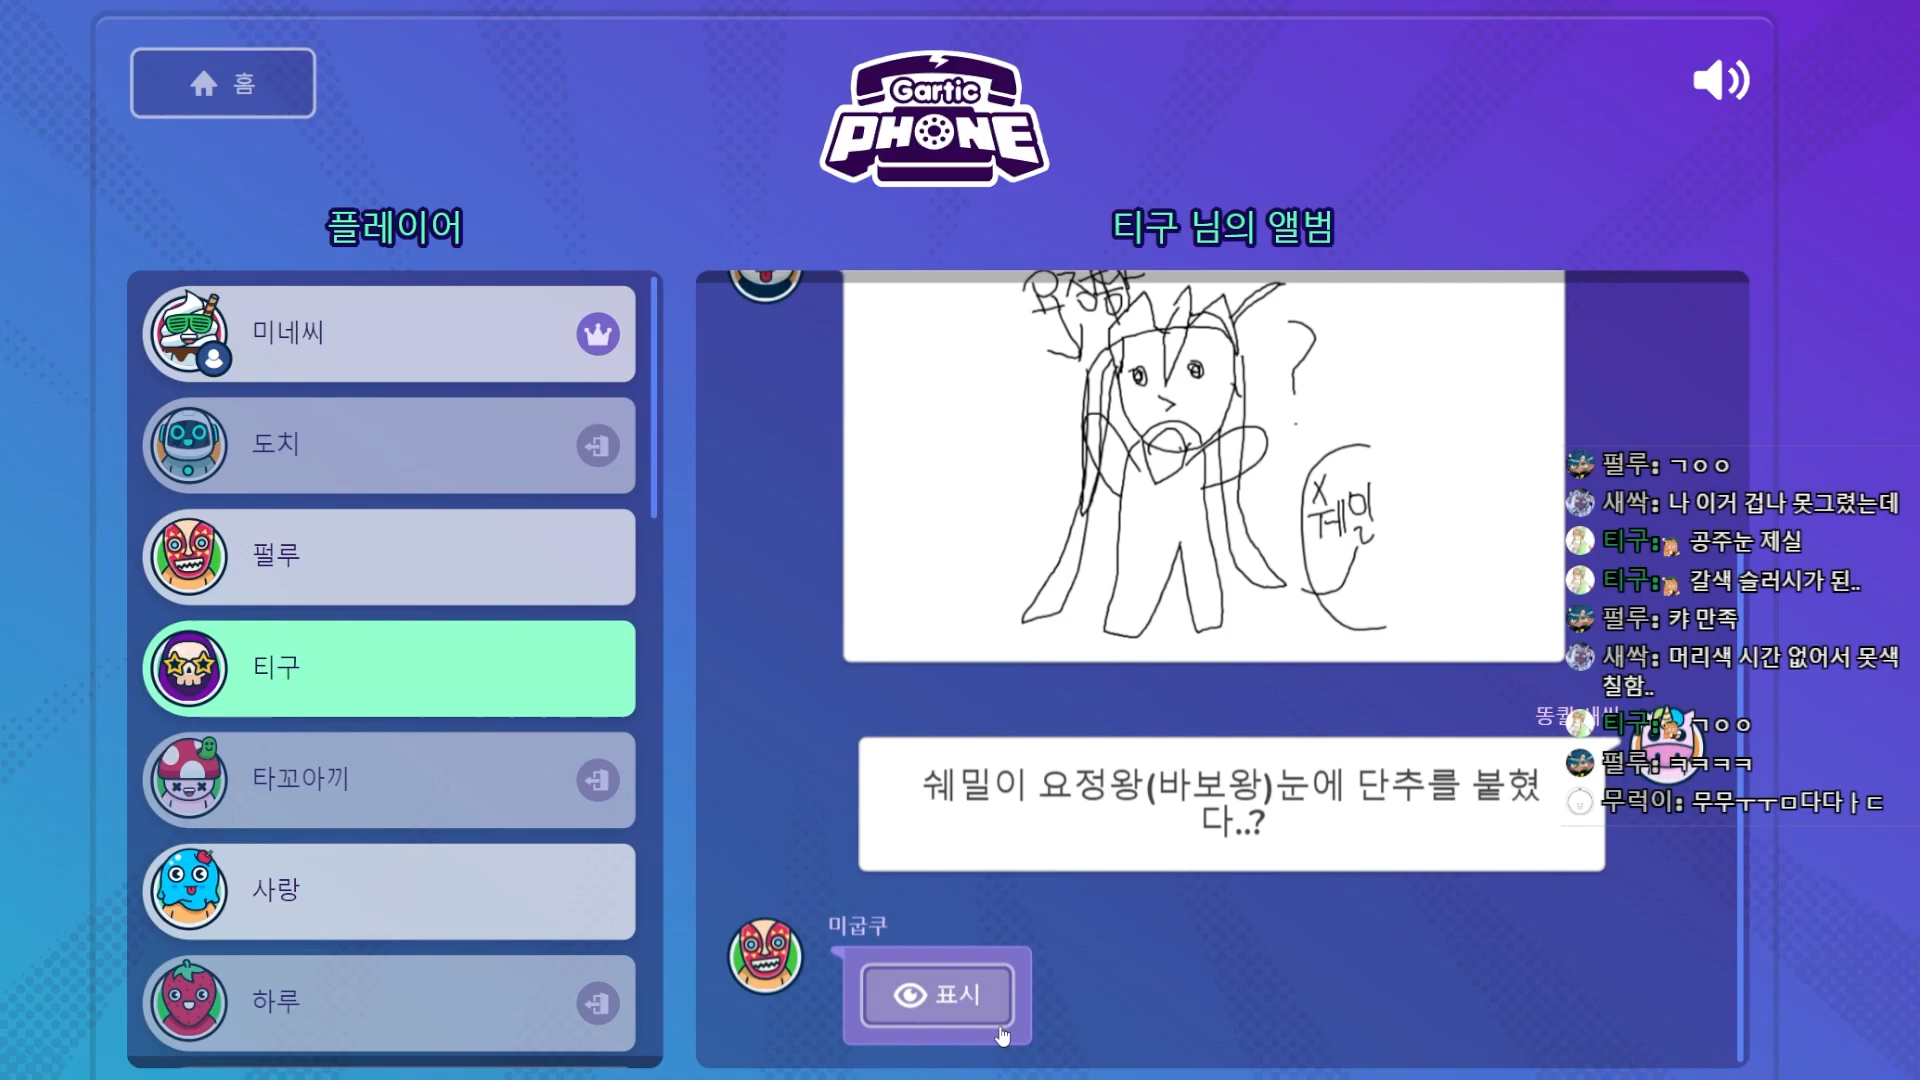 홈
Gartic
PHONE
플레이어
티구 님의 앨범
미네씨
도치
펄루
티구
타꼬아끼
사랑
하루
?
X
쉐밀이 요정왕(바보왕)눈에 단추를 붙혔
다..?
미굽쿠
표시
펄루: ㄱㅇㅇ
새싹: 나 이거 겁나 못그렸는데
티구: 공주눈 제실
티구: 갈색 슬러시가 된..
펄루: 캬 만족
새싹: 머리색 시간 없어서 못색
칠함..
티구: ㄱㅇㅇ
펄루: ㅋㅋㅋㅋ
무럭이: 무무ㅜㅜㅁ다다ㅏㄷ